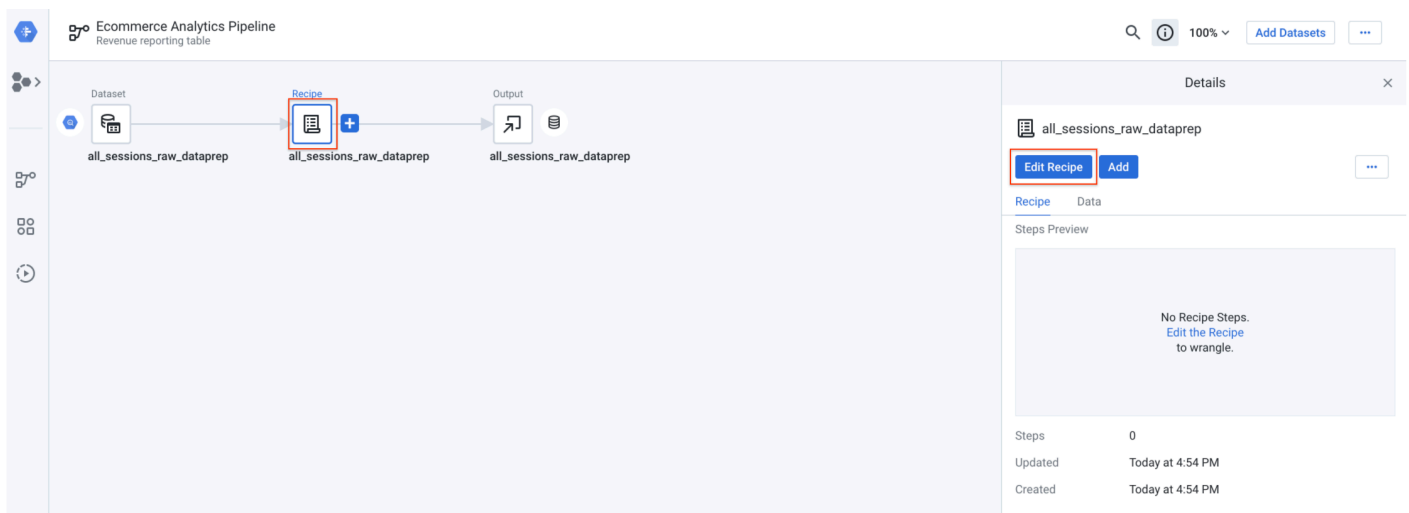 Ecommerce Analytics Pipeline
Revenue reporting table
100%
Add Datasets
Dataset
Recipe
Output
all_sessions_raw_dataprep
all_sessions_raw_dataprep
all_sessions_raw_dataprep
Details
all_sessions_raw_dataprep
Edit Recipe
Add
Recipe
Data
Steps Preview
No Recipe Steps.
Edit the Recipe
to wrangle.
Steps 0
Updated Today at 4:54 PM
Created Today at 4:54 PM